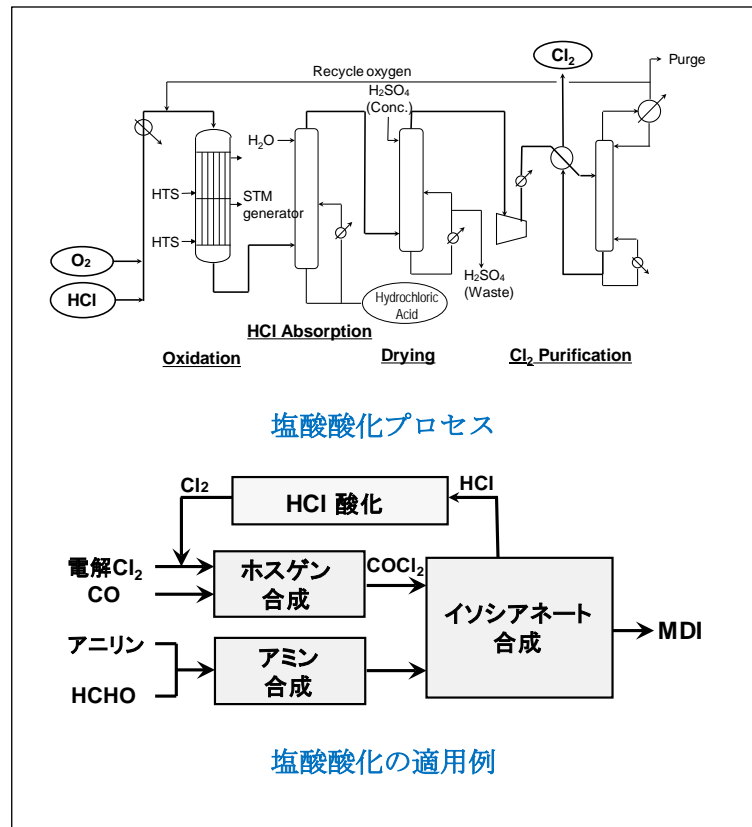 Cl₂
Purge
Recycle oxygen
H₂SO₄
(Conc.)
H₂O
HTS
STM
generator
HTS
O₂
HCl
H₂SO₄
(Waste)
Hydrochloric
Acid
HCl Absorption
Oxidation
Drying
Cl₂ Purification
塩酸酸化プロセス
Cl₂
HCl 酸化
HCl
電解Cl₂
CO
ホスゲン
合成
COCl₂
イソシアネート
合成
MDI
アニリン
HCHO
アミン
合成
塩酸酸化の適用例